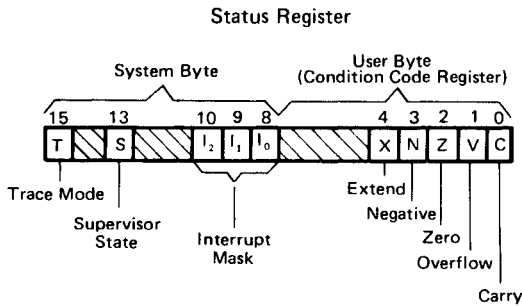 Status Register
System Byte
User Byte
(Condition Code Register)
15 13 10 9 8 4 3 2 1 0
T S I₂ I₁ I₀ X N Z V C
Trace Mode
Supervisor
State
Interrupt
Mask
Extend
Negative
Zero
Overflow
Carry